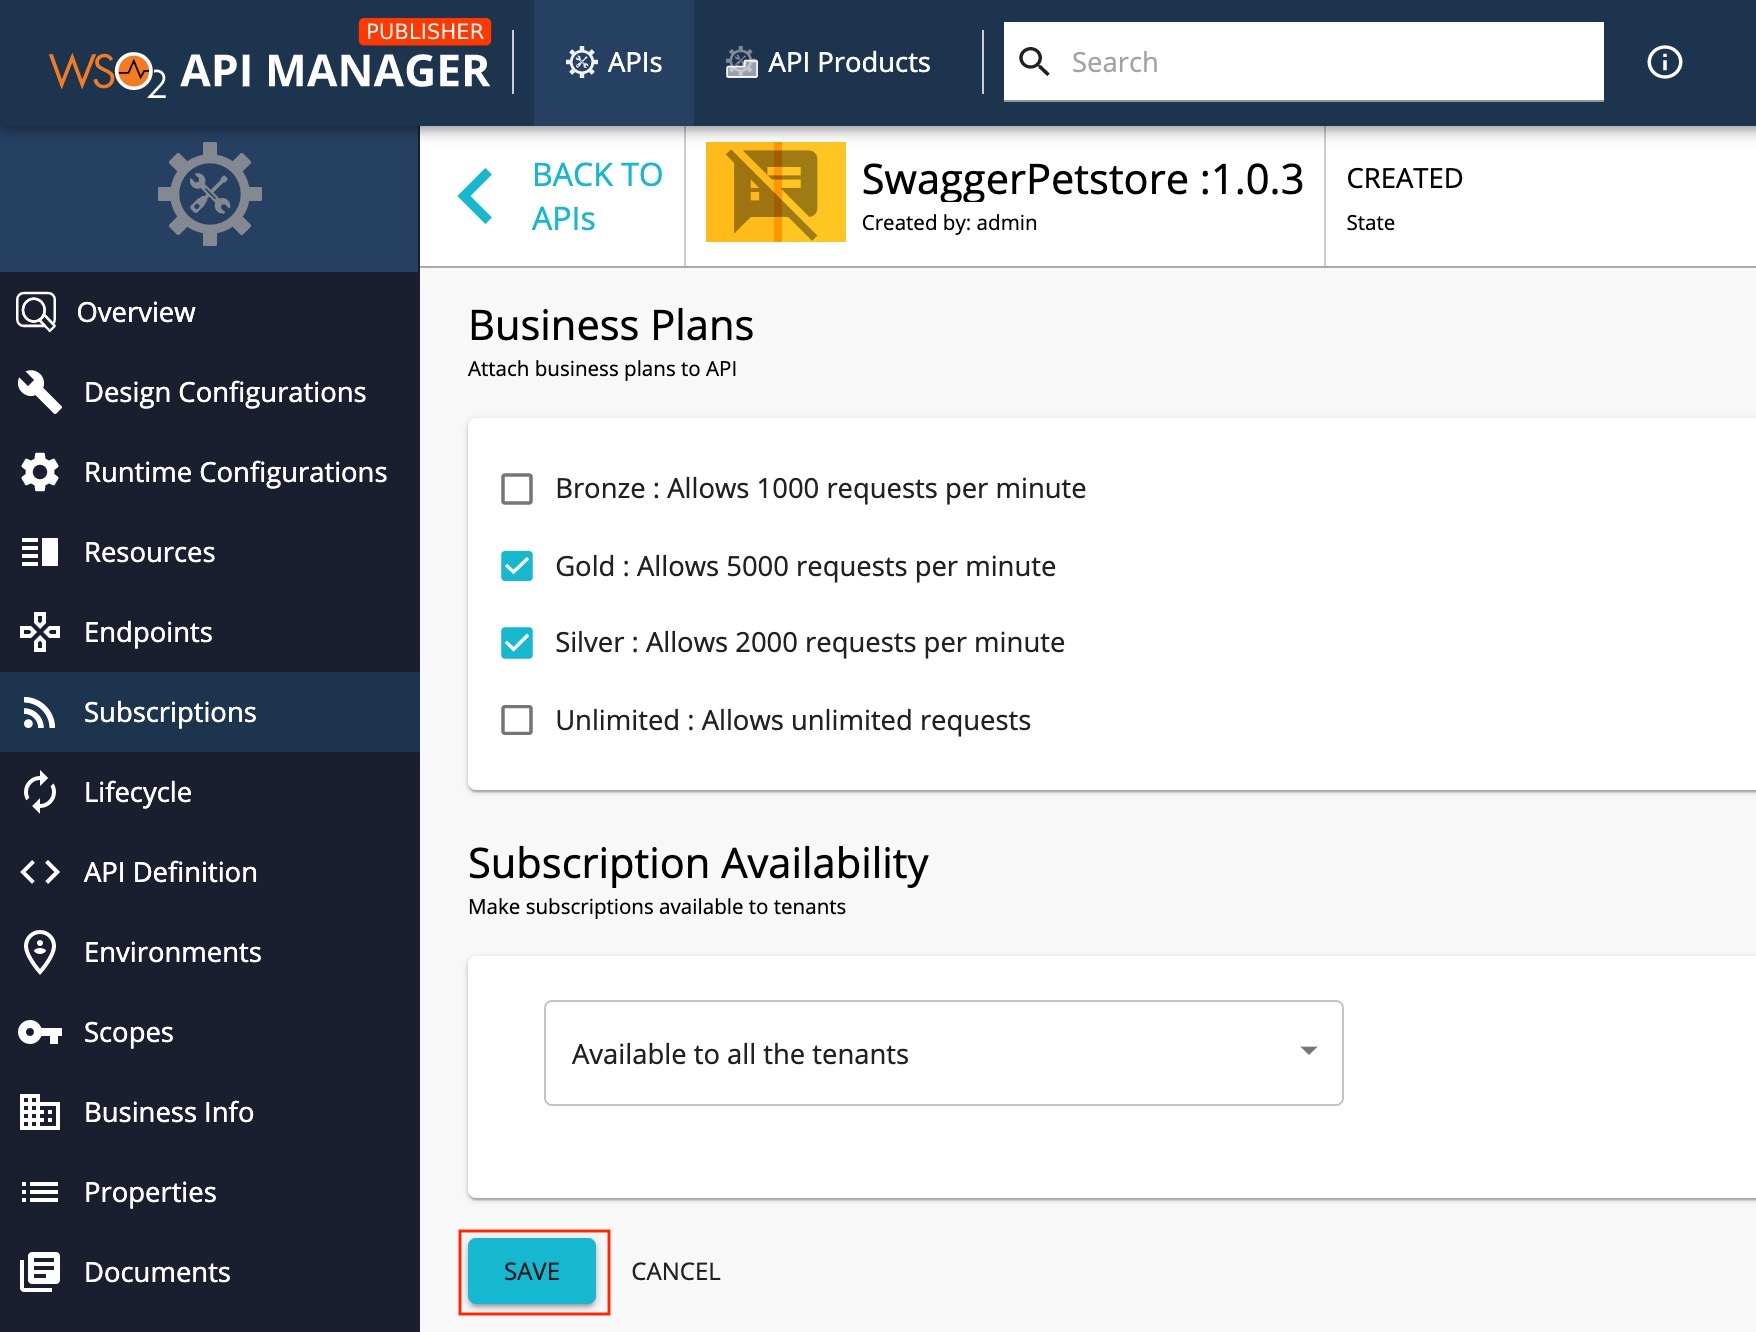 PUBLISHER
WSO2 API MANAGER
APIs
API Products
Search
BACK TO
APIs
SwaggerPetstore :1.0.3
Created by: admin
CREATED
State
Overview
Design Configurations
Runtime Configurations
Resources
Endpoints
Subscriptions
Lifecycle
API Definition
Environments
Scopes
Business Info
Properties
Documents
Business Plans
Attach business plans to API
Bronze : Allows 1000 requests per minute
Gold : Allows 5000 requests per minute
Silver : Allows 2000 requests per minute
Unlimited : Allows unlimited requests
Subscription Availability
Make subscriptions available to tenants
Available to all the tenants
SAVE
CANCEL